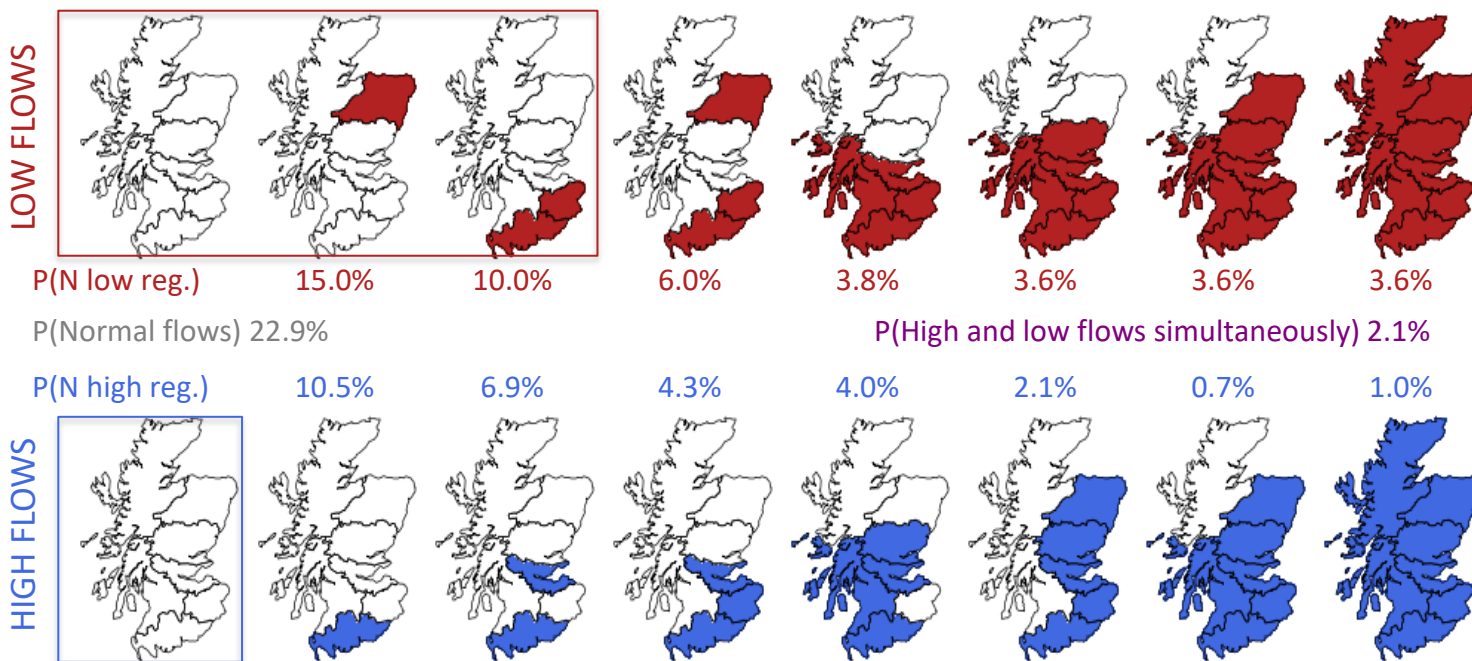 LOW FLOWS
P(N low reg.) 15.0% 10.0% 6.0% 3.8% 3.6% 3.6% 3.6%
P(Normal flows) 22.9% P(High and low flows simultaneously) 2.1%
P(N high reg.) 10.5% 6.9% 4.3% 4.0% 2.1% 0.7% 1.0%
HIGH FLOWS